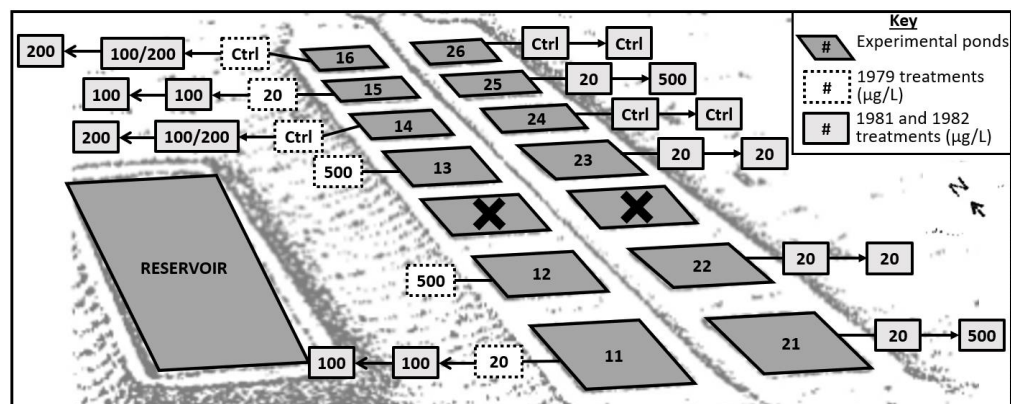 Key
# Experimental ponds
# 1979 treatments
(µg/L)
# 1981 and 1982
treatments (µg/L)
200 100/200 Ctrl 16
26 Ctrl Ctrl
100 100 20 15
25 20 500
200 100/200 Ctrl 14
24 Ctrl Ctrl
500 13
23 20 20
RESERVOIR
500 12
22 20 20
100 100 20 11
21 20 500
N